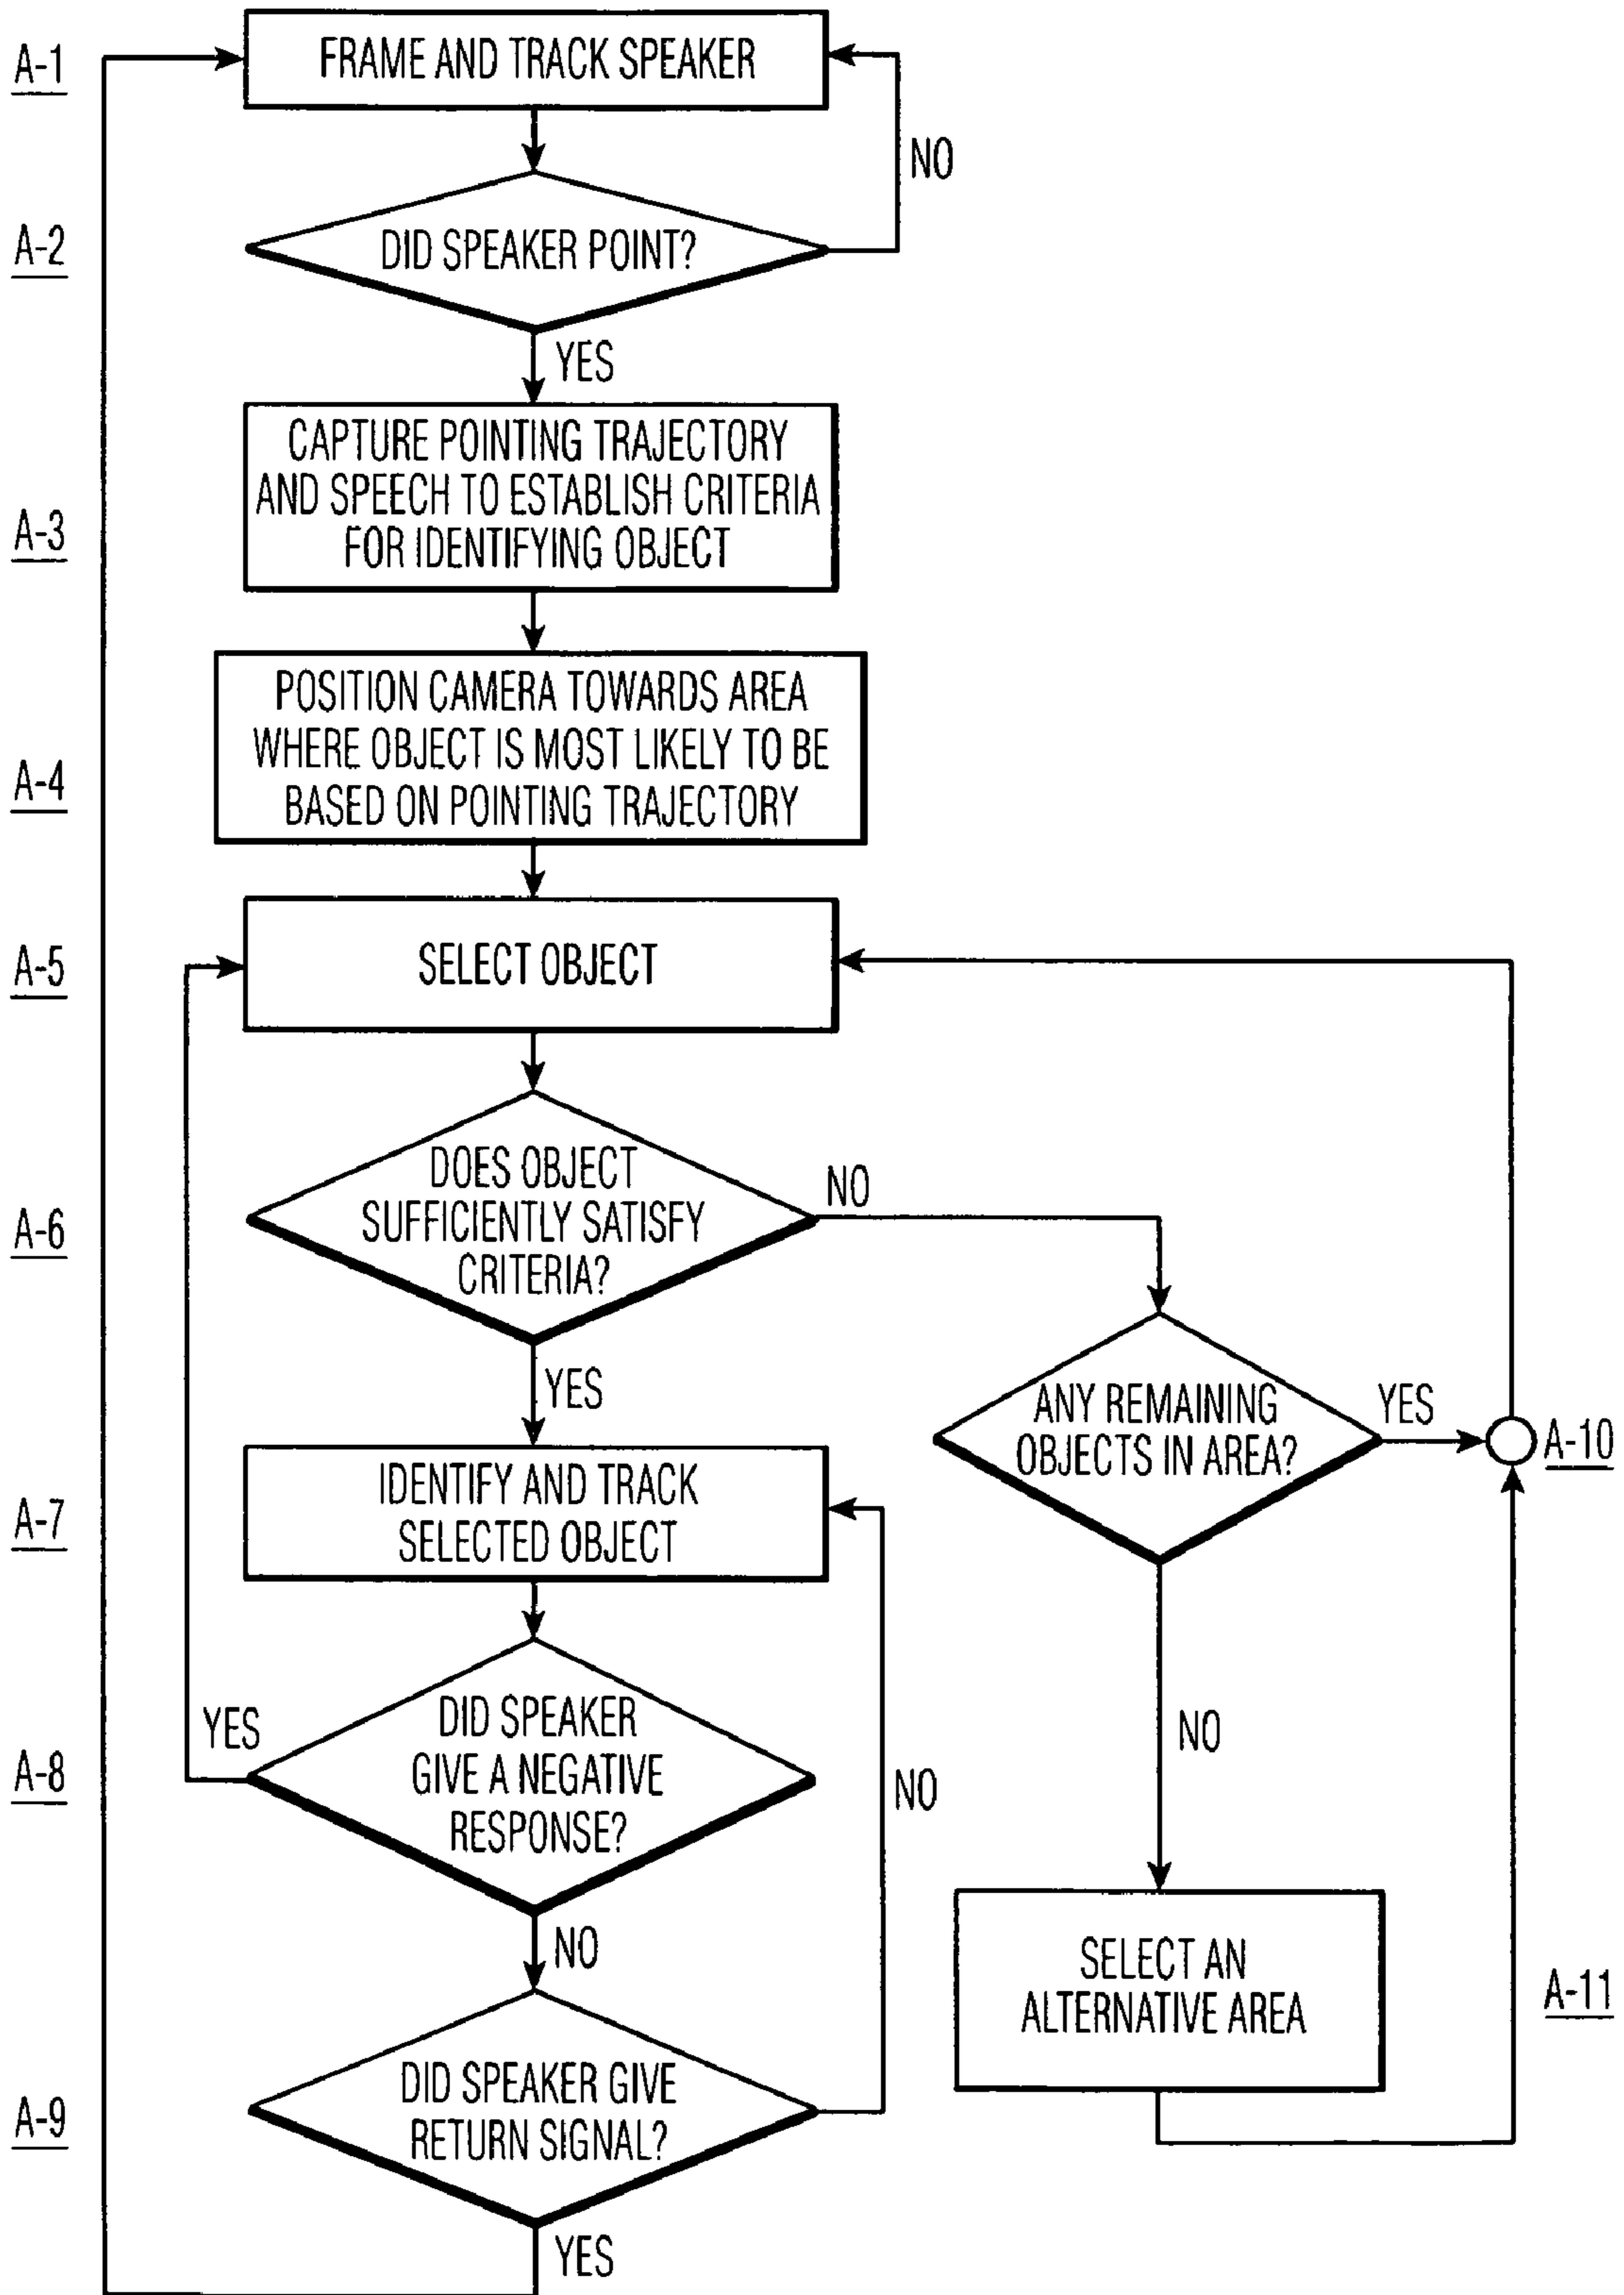 A-1
FRAME AND TRACK SPEAKER
NO
A-2
DID SPEAKER POINT?
YES
A-3
CAPTURE POINTING TRAJECTORY
AND SPEECH TO ESTABLISH CRITERIA
FOR IDENTIFYING OBJECT
A-4
POSITION CAMERA TOWARDS AREA
WHERE OBJECT IS MOST LIKELY TO BE
BASED ON POINTING TRAJECTORY
A-5
SELECT OBJECT
A-6
DOES OBJECT
SUFFICIENTLY SATISFY
CRITERIA?
NO
YES
ANY REMAINING
OBJECTS IN AREA?
YES
A-10
A-7
IDENTIFY AND TRACK
SELECTED OBJECT
NO
A-8
DID SPEAKER
GIVE A NEGATIVE
RESPONSE?
YES
NO
NO
SELECT AN
ALTERNATIVE AREA
A-11
A-9
DID SPEAKER GIVE
RETURN SIGNAL?
YES